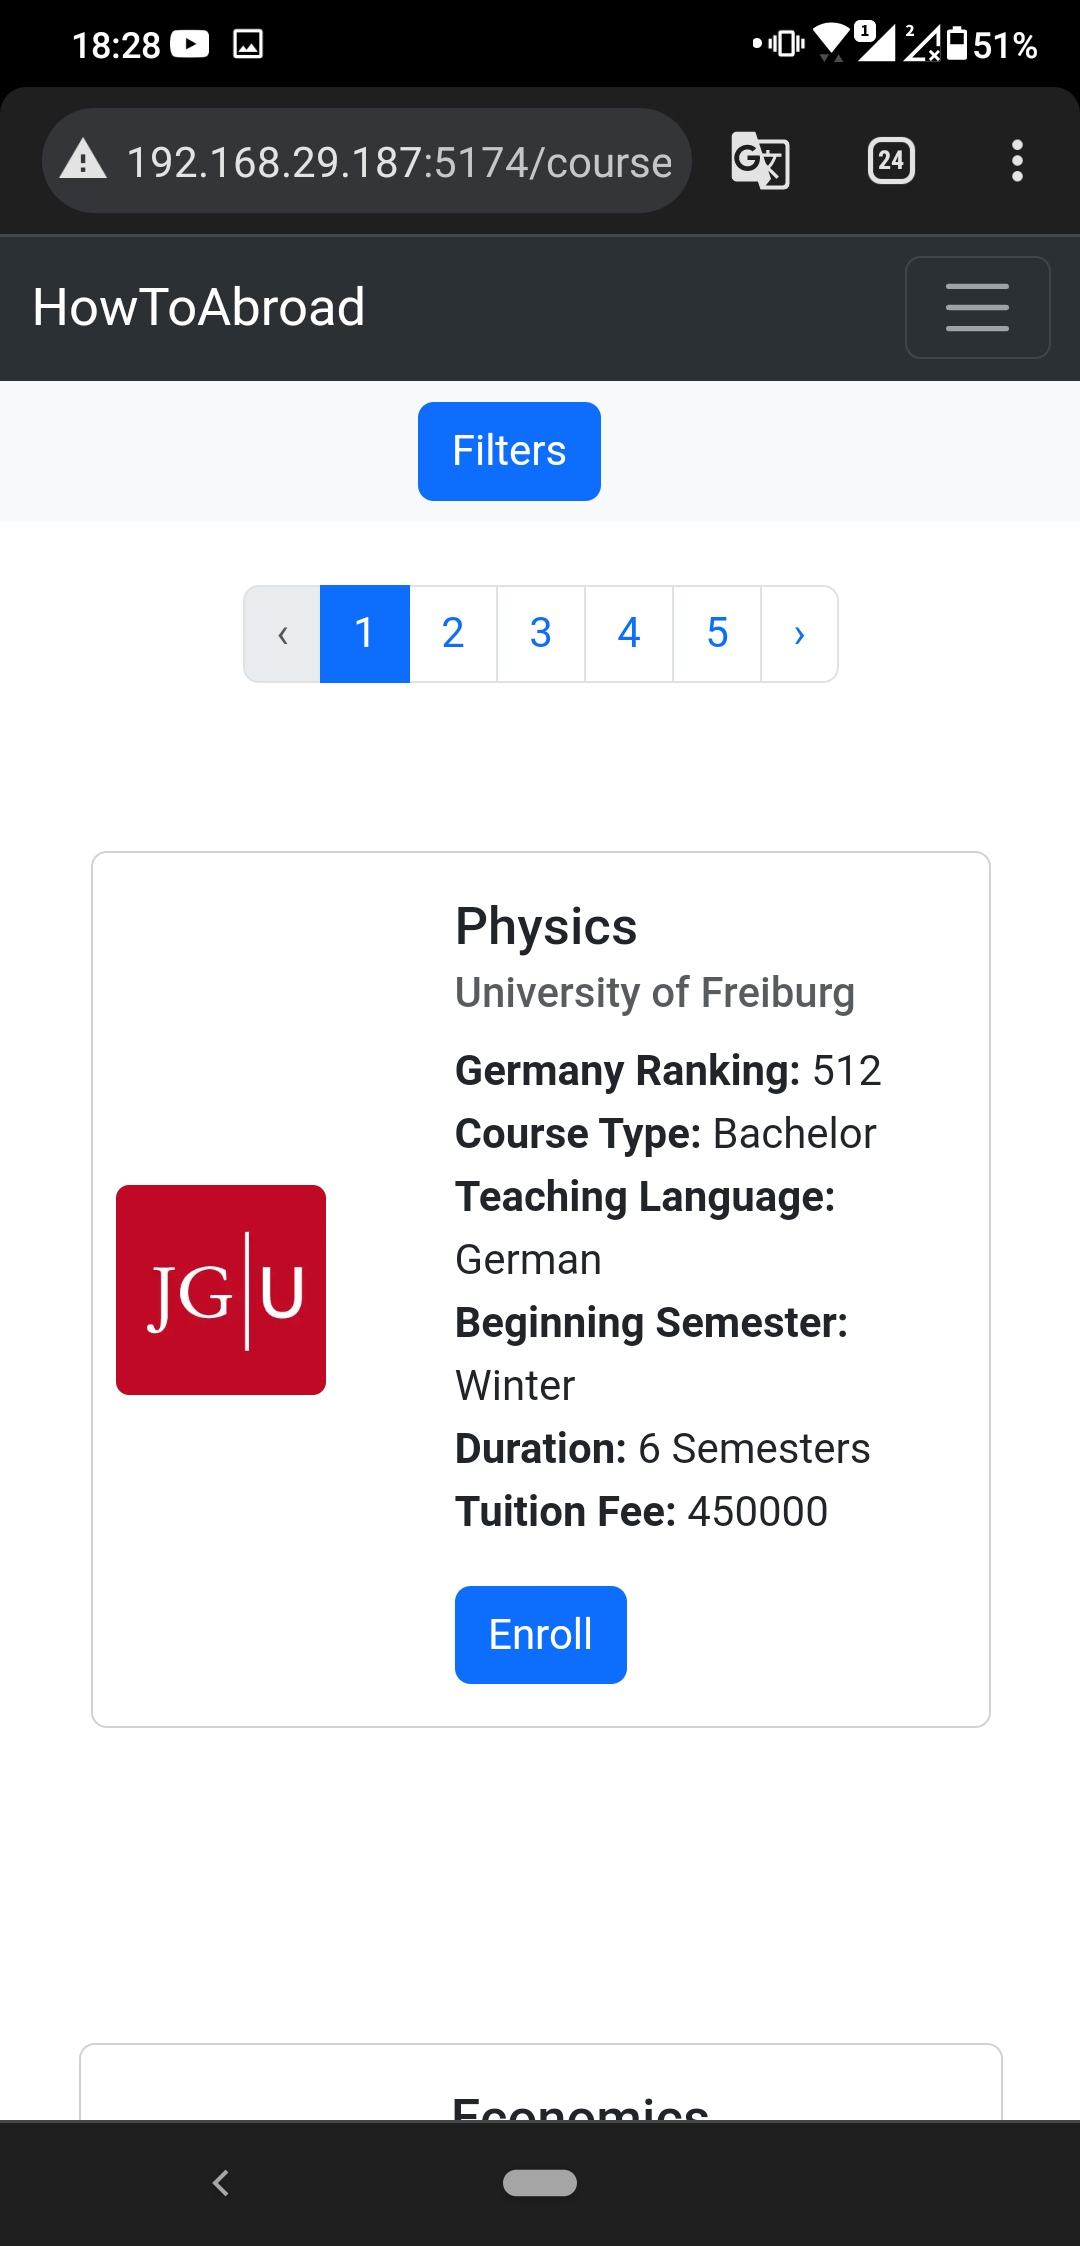 18:28
1
2
51%
192.168.29.187:5174/course
24
HowToAbroad
Filters
‹ 1 2 3 4 5 ›
Physics
University of Freiburg
Germany Ranking: 512
Course Type: Bachelor
Teaching Language:
German
Beginning Semester:
Winter
JG|U
Duration: 6 Semesters
Tuition Fee: 450000
Enroll
Economics